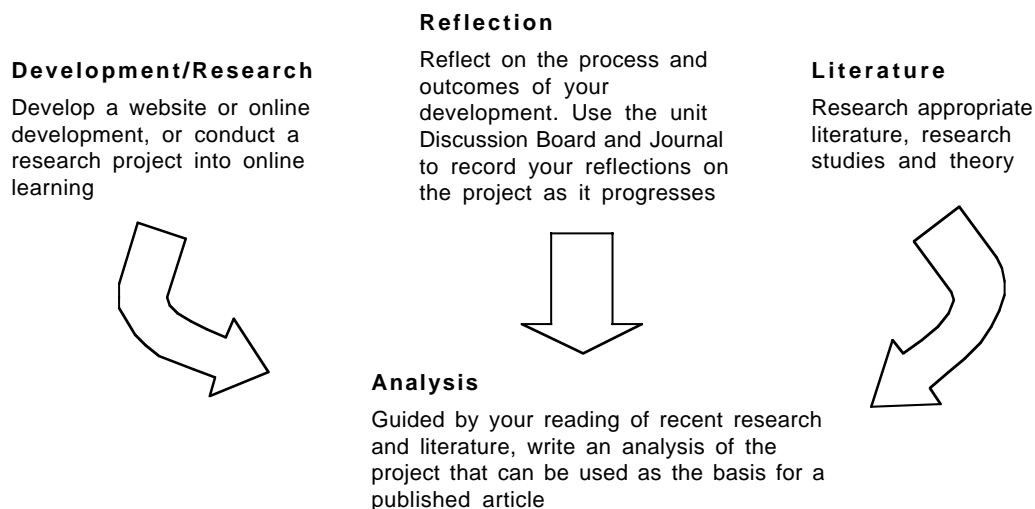 Development/Research
Develop a website or online
development, or conduct a
research project into online
learning
Reflection
Reflect on the process and
outcomes of your
development. Use the unit
Discussion Board and Journal
to record your reflections on
the project as it progresses
Literature
Research appropriate
literature, research
studies and theory
Analysis
Guided by your reading of recent research
and literature, write an analysis of the
project that can be used as the basis for a
published article